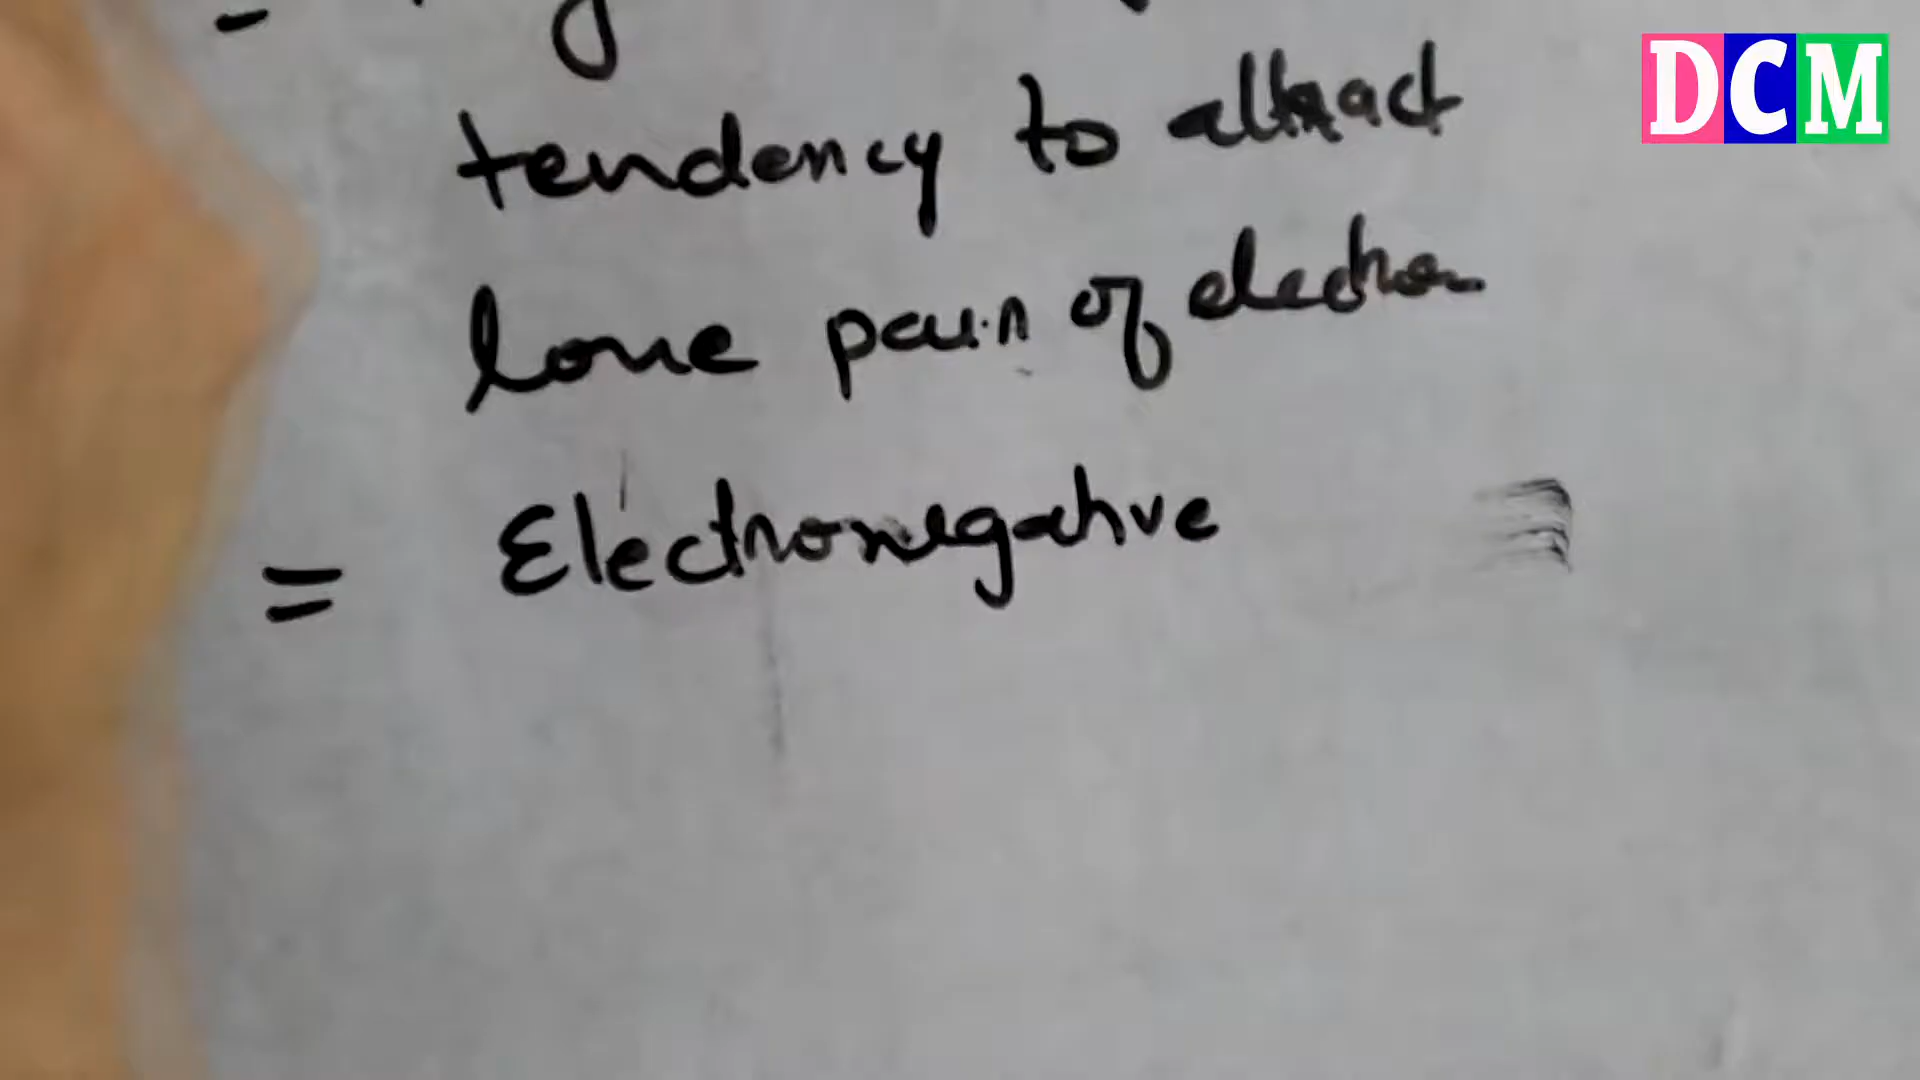 DCM
tendency to attract
lone pair of electron
= Electronegative